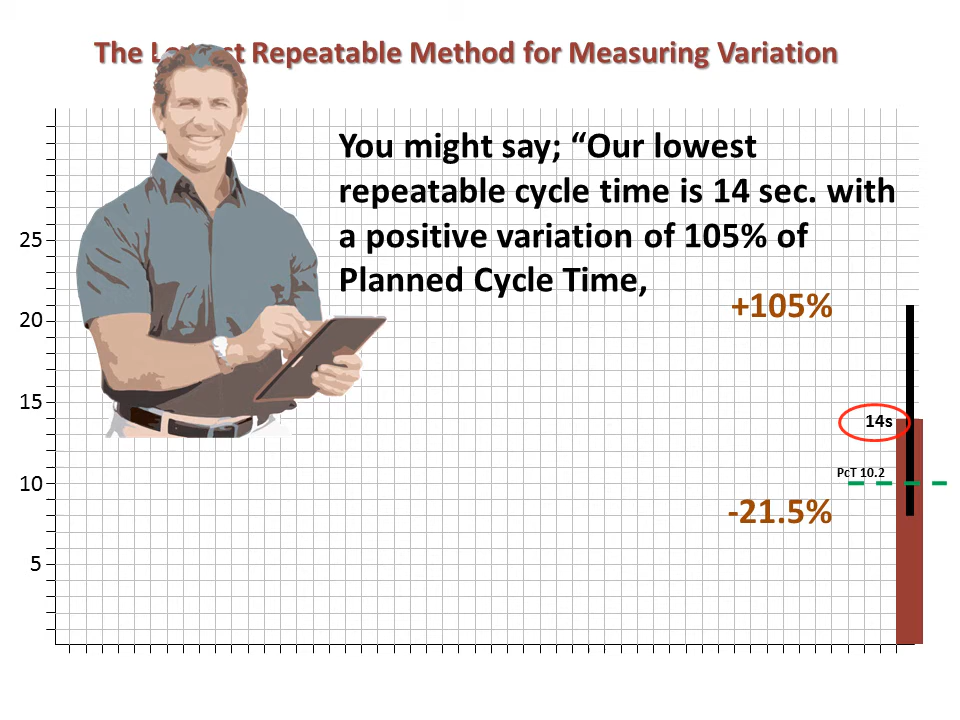 The Lowest Repeatable Method for Measuring Variation
You might say; “Our lowest
repeatable cycle time is 14 sec. with
a positive variation of 105% of
Planned Cycle Time,
+105%
25
20
15
14s
PcT 10.2
10
-21.5%
5